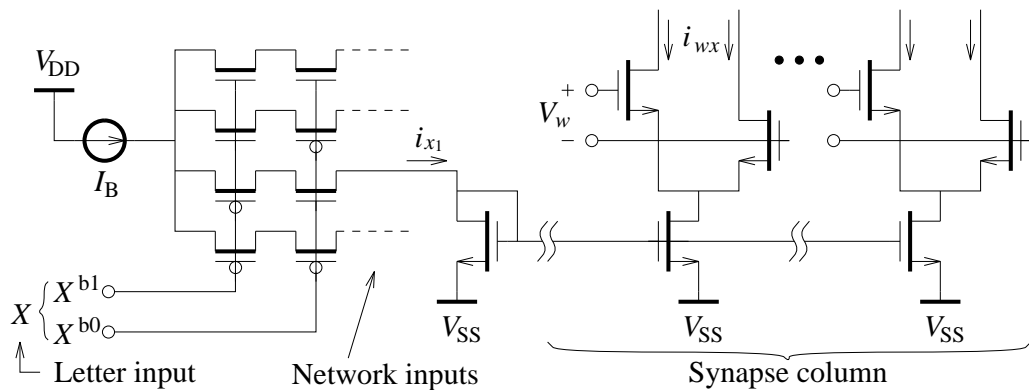 V_DD
I_B
i_x1
i_wx
V_w
+
−
X
X^b1
X^b0
V_SS
V_SS
V_SS
Letter input
Network inputs
Synapse column